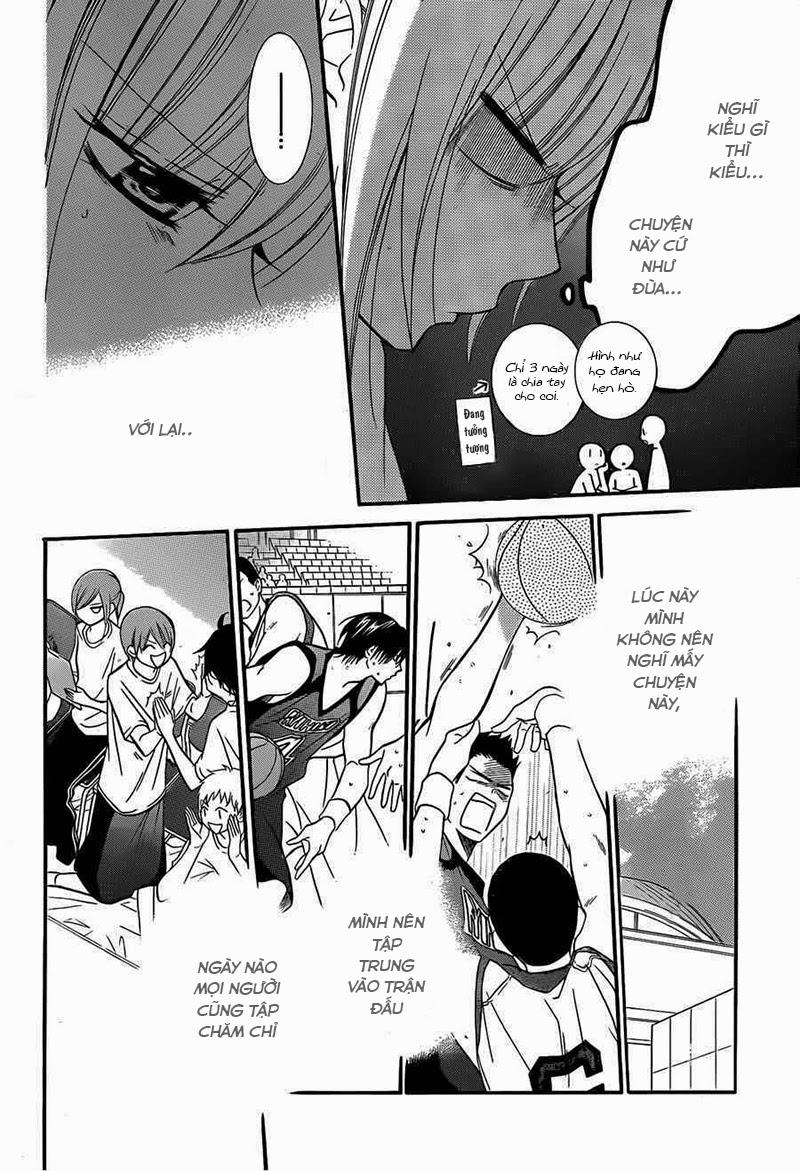 NGHĨ
KIỂU GÌ
THÌ
KIỂU...
CHUYỆN
NÀY CỨ
NHƯ
ĐÙA...
Hình như
họ đang
hẹn hò.
Chỉ 3 ngày
là chia tay
cho coi.
Đang
tưởng
tượng
VỚI LẠI..
LÚC NÀY
MÌNH
KHÔNG NÊN
NGHĨ MẤY
CHUYỆN
NÀY,
MÌNH NÊN
TẬP
TRUNG
VÀO TRẬN
ĐẤU
NGÀY NÀO
MỌI NGƯỜI
CŨNG TẬP
CHĂM CHỈ